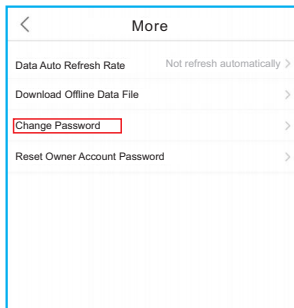 More
Data Auto Refresh Rate Not refresh automatically
Download Offline Data File
Change Password
Reset Owner Account Password